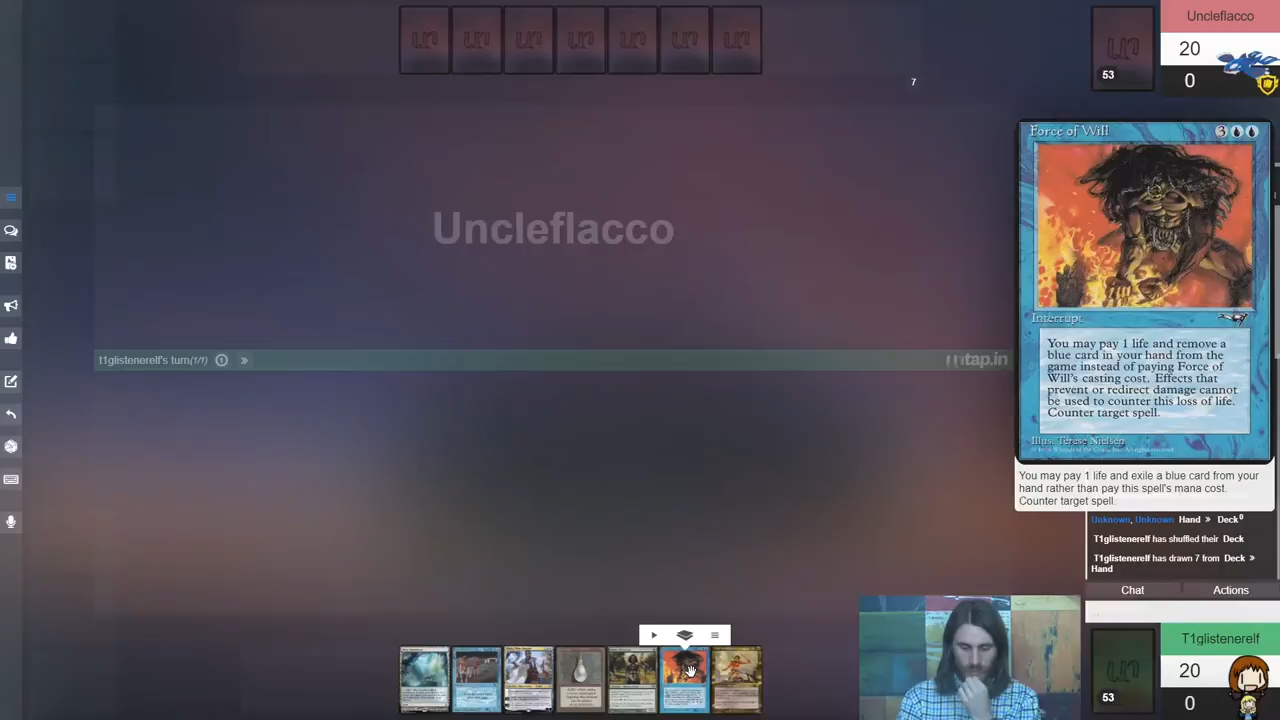 Uncleflacco
20
53
0
7
Force of Will
3
Interrupt
You may pay 1 life and remove a
blue card in your hand from the
game instead of paying Force of
Will's casting cost. Effects that
prevent or redirect damage cannot
be used to counter this loss of life.
Counter target spell.
Illus. Terese Nielsen
You may pay 1 life and exile a blue card from your
hand rather than pay this spell's mana cost.
Counter target spell.
Uncleflacco
t1glistenerelf's turn(1/1) 1 »
untap.in
Unknown, Unknown Hand » Deck0
T1glistenerelf has shuffled their Deck
T1glistenerelf has drawn 7 from Deck »
Hand
Chat Actions
T1glistenerelf
20
53
0